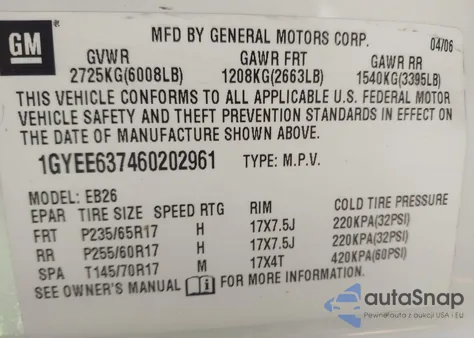 GM
MFD BY GENERAL MOTORS CORP.
04/06
GVWR GAWR FRT GAWR RR
2725KG(6008LB) 1208KG(2663LB) 1540KG(3395LB)
THIS VEHICLE CONFORMS TO ALL APPLICABLE U.S. FEDERAL MOTOR
VEHICLE SAFETY AND THEFT PREVENTION STANDARDS IN EFFECT ON
THE DATE OF MANUFACTURE SHOWN ABOVE.
1GYEE637460202961 TYPE: M.P.V.
MODEL: EB26
EPAR TIRE SIZE SPEED RTG RIM COLD TIRE PRESSURE
FRT P235/65R17 H 17X7.5J 220KPA(32PSI)
RR P255/60R17 H 17X7.5J 220KPA(32PSI)
SPA T145/70R17 M 17X4T 420KPA(60PSI)
SEE OWNER'S MANUAL i FOR MORE INFORMATION.
autoSnap
Pewne auta z aukcji USA - EU